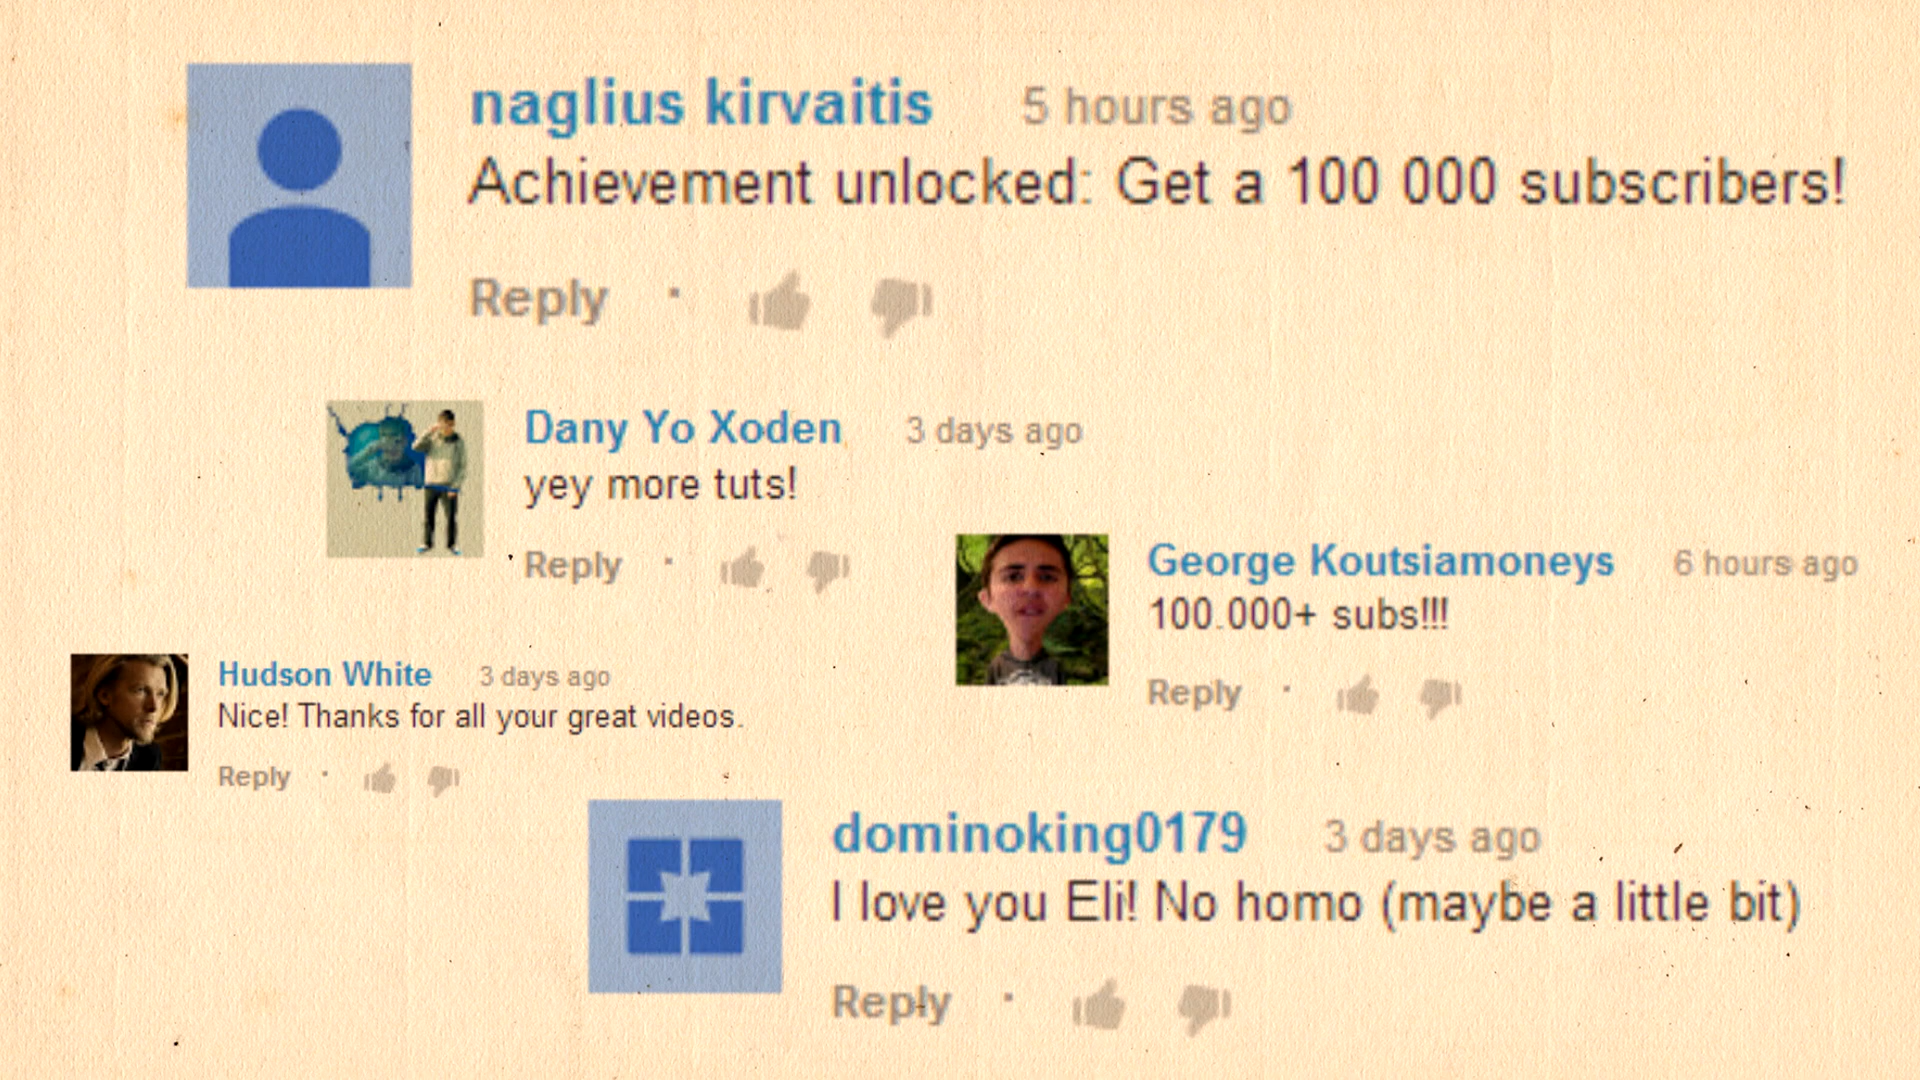 naglius kirvaitis 5 hours ago
Achievement unlocked: Get a 100 000 subscribers!
Reply
Dany Yo Xoden 3 days ago
yey more tuts!
Reply
George Koutsiamoneys 6 hours ago
100.000+ subs!!!
Reply
Hudson White 3 days ago
Nice! Thanks for all your great videos.
Reply
dominoking0179 3 days ago
I love you Eli! No homo (maybe a little bit)
Reply